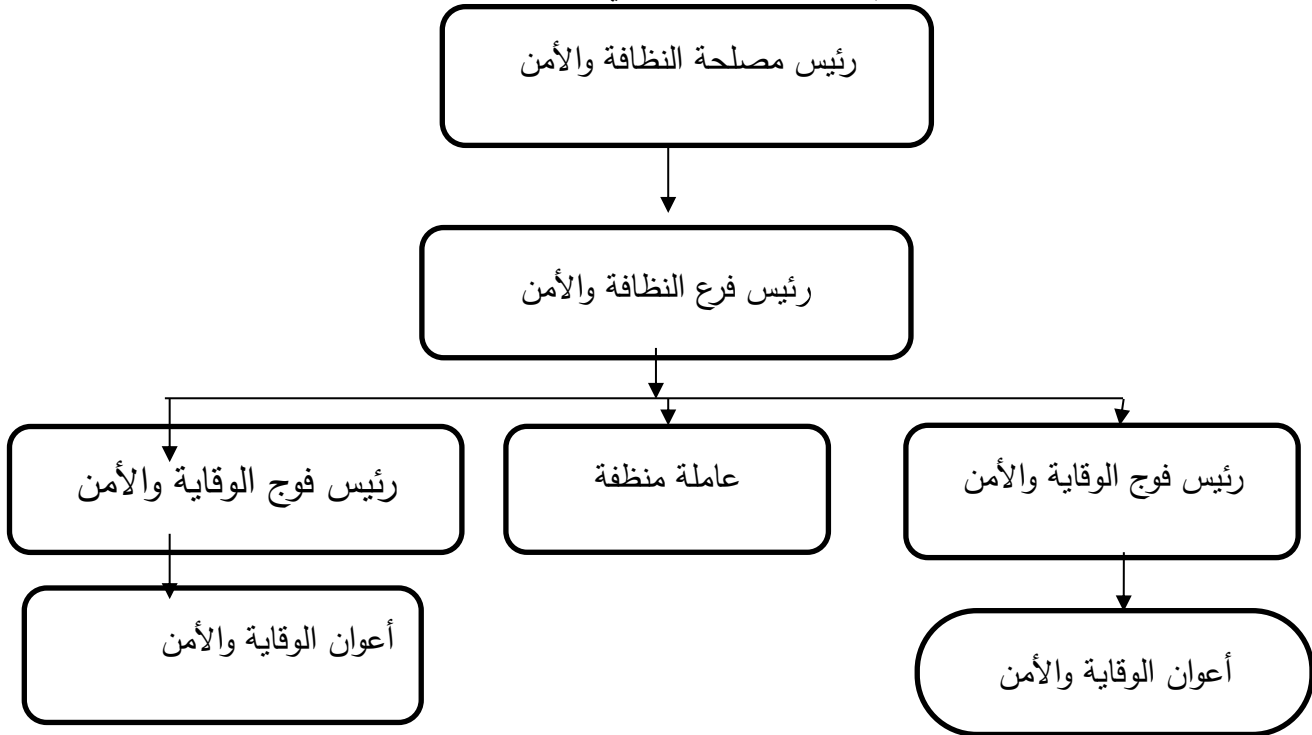 رئيس مصلحة النظافة والأمن
رئيس فرع النظافة والأمن
رئيس فوج الوقاية والأمن
عاملة منظفة
رئيس فوج الوقاية والأمن
أعوان الوقاية والأمن
أعوان الوقاية والأمن